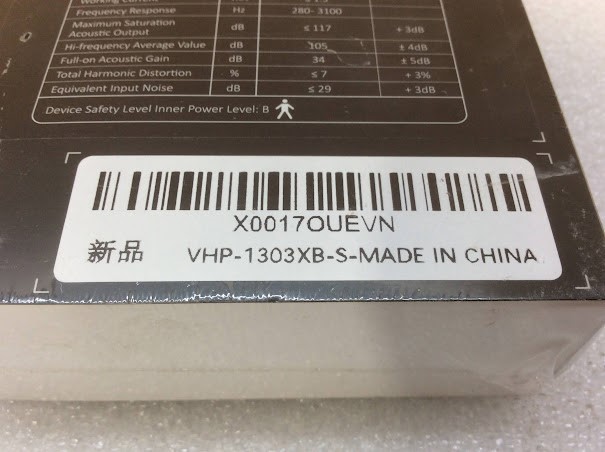 Working Current
Frequency Response Hz 280- 3100
Maximum Saturation
Acoustic Output dB ≤ 117 + 3dB
Hi-frequency Average Value dB 105 ± 4dB
Full-on Acoustic Gain dB 34 ± 5dB
Total Harmonic Distortion % ≤ 7 + 3%
Equivalent Input Noise dB ≤ 29 + 3dB
Device Safety Level Inner Power Level: B
X0017OUEVN
新品 VHP-1303XB-S-MADE IN CHINA